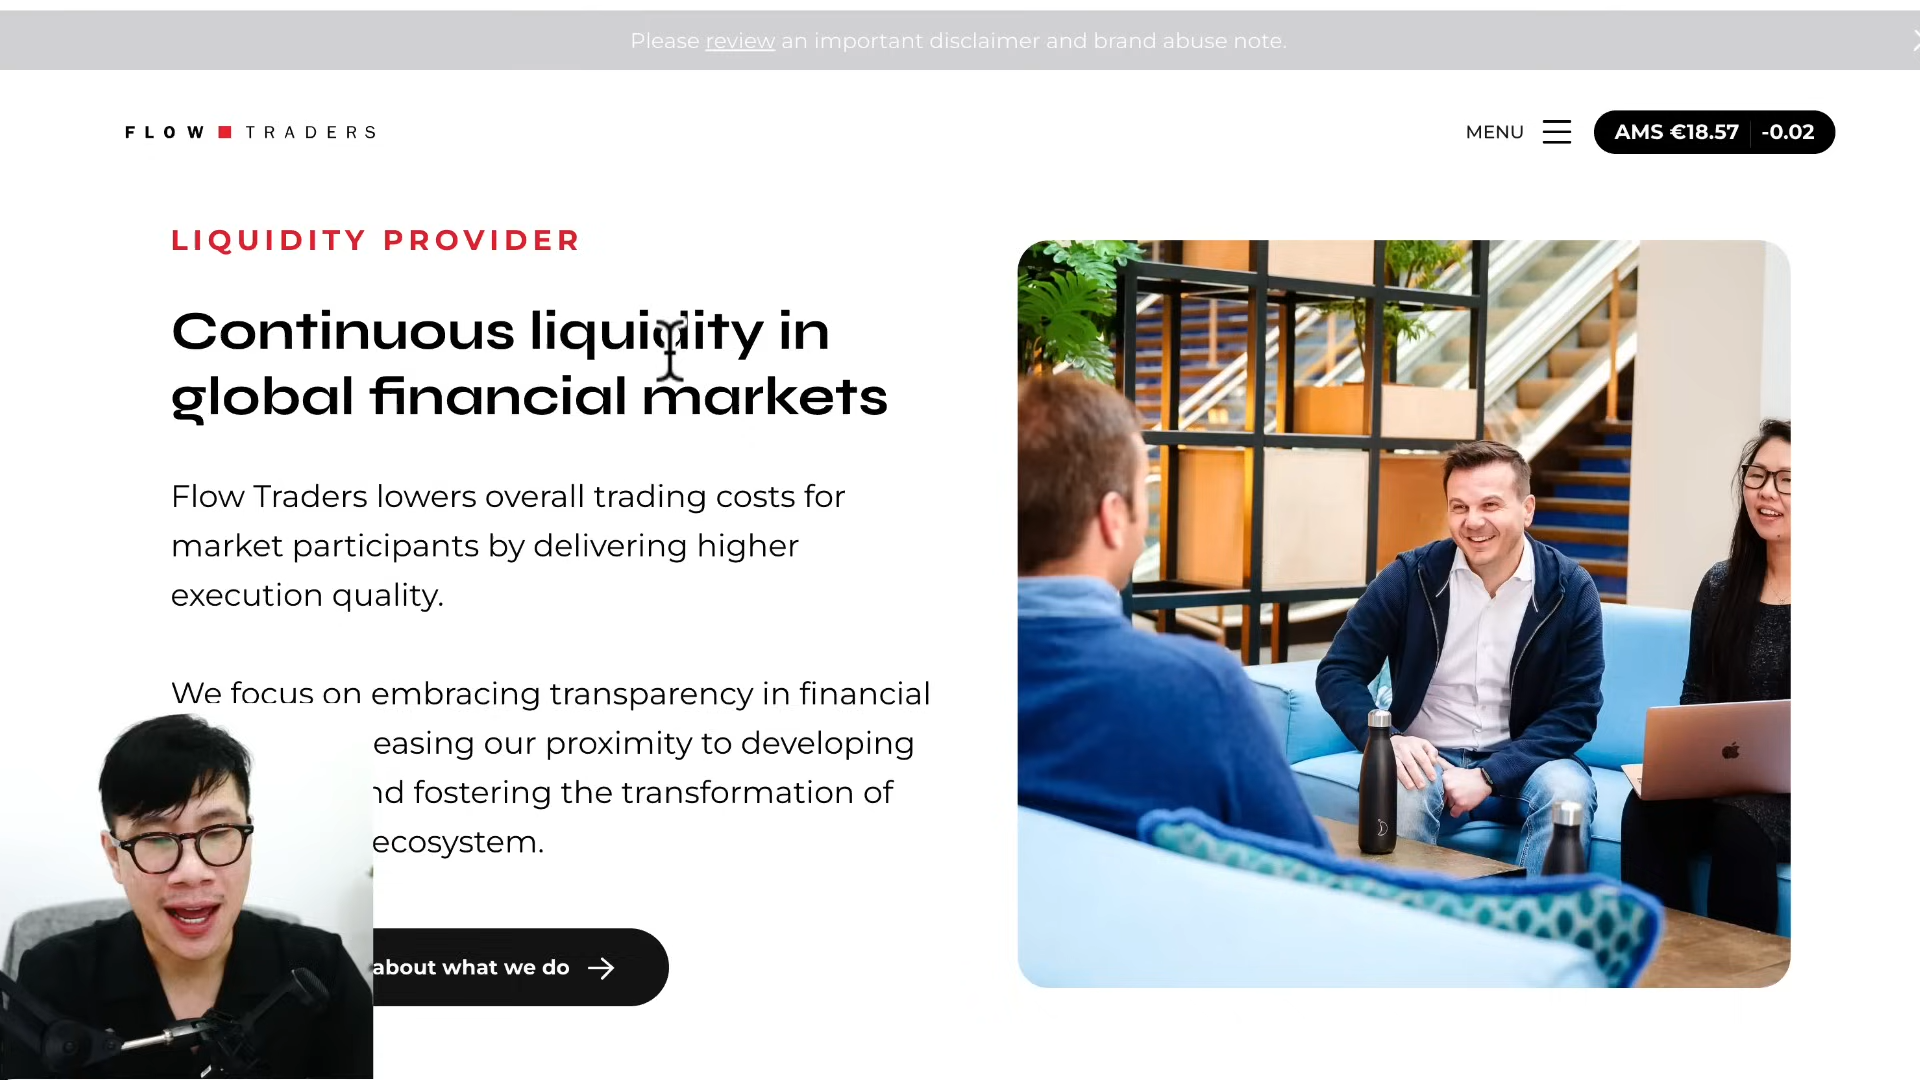 Please review an important disclaimer and brand abuse note.
FLOW TRADERS
MENU
AMS €18.57 -0.02
LIQUIDITY PROVIDER
Continuous liquidity in
global financial markets
Flow Traders lowers overall trading costs for
market participants by delivering higher
execution quality.
We focus on embracing transparency in financial
easing our proximity to developing
fostering the transformation of
ecosystem.
about what we do